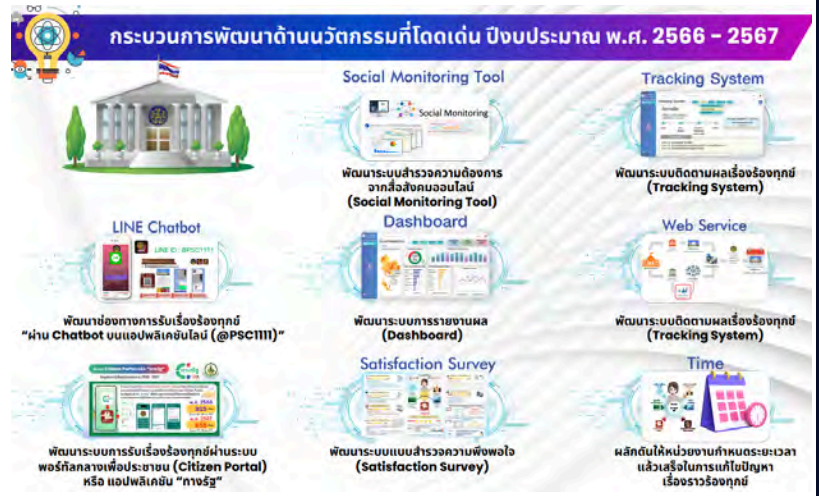 กระบวนการพัฒนาด้านนวัตกรรมที่โดดเด่น ปีงบประมาณ พ.ศ. 2566 - 2567
Social Monitoring Tool
Social Monitoring
พัฒนาระบบสำรวจความต้องการ
จากสื่อสังคมออนไลน์
(Social Monitoring Tool)
Tracking System
พัฒนาระบบติดตามผลเรื่องร้องทุกข์
(Tracking System)
LINE Chatbot
LINE ID : @PSC1111
พัฒนาช่องทางการรับเรื่องร้องทุกข์
“ผ่าน Chatbot บนแอปพลิเคชันไลน์ (@PSC1111)”
Dashboard
พัฒนาระบบการรายงานผล
(Dashboard)
Web Service
พัฒนาระบบติดตามผลเรื่องร้องทุกข์
(Tracking System)
พัฒนาระบบการรับเรื่องร้องทุกข์ผ่านระบบ
พอร์ทัลกลางเพื่อประชาชน (Citizen Portal)
หรือ แอปพลิเคชัน “ทางรัฐ”
Satisfaction Survey
พัฒนาระบบแบบสำรวจความพึงพอใจ
(Satisfaction Survey)
Time
ผลักดันให้หน่วยงานกำหนดระยะเวลา
แล้วเสร็จในการแก้ไขปัญหา
เรื่องราวร้องทุกข์